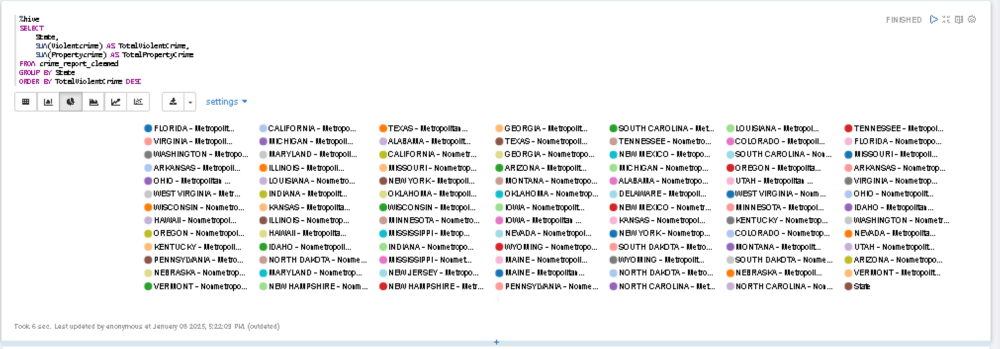 %hive
SELECT
State,
SUM(Violentcrime) AS TotalViolentCrime,
SUM(Propertycrime) AS TotalPropertyCrime
FROM crime_report_cleaned
GROUP BY State
ORDER BY TotalViolentCrime DESC
FINISHED
settings
FLORIDA - Metropolit... CALIFORNIA - Metropo... TEXAS - Metropolitan ... GEORGIA - Metropolit... SOUTH CAROLINA - Met... LOUISIANA - Metropol... TENNESSEE - Metropol...
VIRGINIA - Metropoli... MICHIGAN - Metropoli... ALABAMA - Metropolit... TEXAS - Nonmetropoli... TENNESSEE - Nonmetro... COLORADO - Metropoli... FLORIDA - Nonmetropo...
WASHINGTON - Metropo... MARYLAND - Metropoli... CALIFORNIA - Nonmetr... GEORGIA - Nonmetropo... NEW MEXICO - Metropo... SOUTH CAROLINA - Non... MISSOURI - Metropoli...
ARKANSAS - Metropoli... ILLINOIS - Metropoli... MISSOURI - Nonmetrop... ARIZONA - Metropolit... MICHIGAN - Nonmetrop... OREGON - Metropolita... ARKANSAS - Nonmetrop...
OHIO - Metropolitan ... LOUISIANA - Nonmetro... NEW YORK - Metropoli... MONTANA - Nonmetropo... ALABAMA - Nonmetropo... UTAH - Metropolitan ... VIRGINIA - Nonmetrop...
WEST VIRGINIA - Metr... INDIANA - Metropolit... OKLAHOMA - Nonmetrop... OKLAHOMA - Metropoli... DELAWARE - Metropoli... WEST VIRGINIA - Nonm... OHIO - Nonmetropolit...
WISCONSIN - Nonmetro... KANSAS - Metropolita... WISCONSIN - Metropol... IOWA - Nonmetropolit... NEW MEXICO - Nonmetr... MINNESOTA - Metropol... IDAHO - Metropolitan ...
HAWAII - Nonmetropol... ILLINOIS - Nonmetrop... MINNESOTA - Nonmetro... IOWA - Metropolitan ... KANSAS - Nonmetropol... KENTUCKY - Nonmetrop... WASHINGTON - Nonmetr...
OREGON - Nonmetropol... HAWAII - Metropolita... MISSISSIPPI - Metrop... NEVADA - Nonmetropol... NEW YORK - Nonmetrop... COLORADO - Nonmetrop... NEVADA - Metropolita...
KENTUCKY - Metropoli... IDAHO - Nonmetropoli... INDIANA - Nonmetropo... WYOMING - Nonmetropo... SOUTH DAKOTA - Metro... MONTANA - Metropolit... UTAH - Nonmetropolit...
PENNSYLVANIA - Metro... NORTH DAKOTA - Nonme... MISSISSIPPI - Nonmet... MAINE - Nonmetropoli... WYOMING - Metropolit... SOUTH DAKOTA - Nonme... ARIZONA - Nonmetropo...
NEBRASKA - Nonmetrop... MARYLAND - Nonmetrop... NEW JERSEY - Metropo... MAINE - Metropolitan... NORTH DAKOTA - Metro... NEBRASKA - Metropoli... VERMONT - Metropolit...
VERMONT - Nonmetropo... NEW HAMPSHIRE - Nonm... NEW HAMPSHIRE - Metr... PENNSYLVANIA - Nonme... NORTH CAROLINA - Met... NORTH CAROLINA - Non... State
Took 6 sec. Last updated by anonymous at January 08 2025, 5:22:03 PM. (outdated)
+